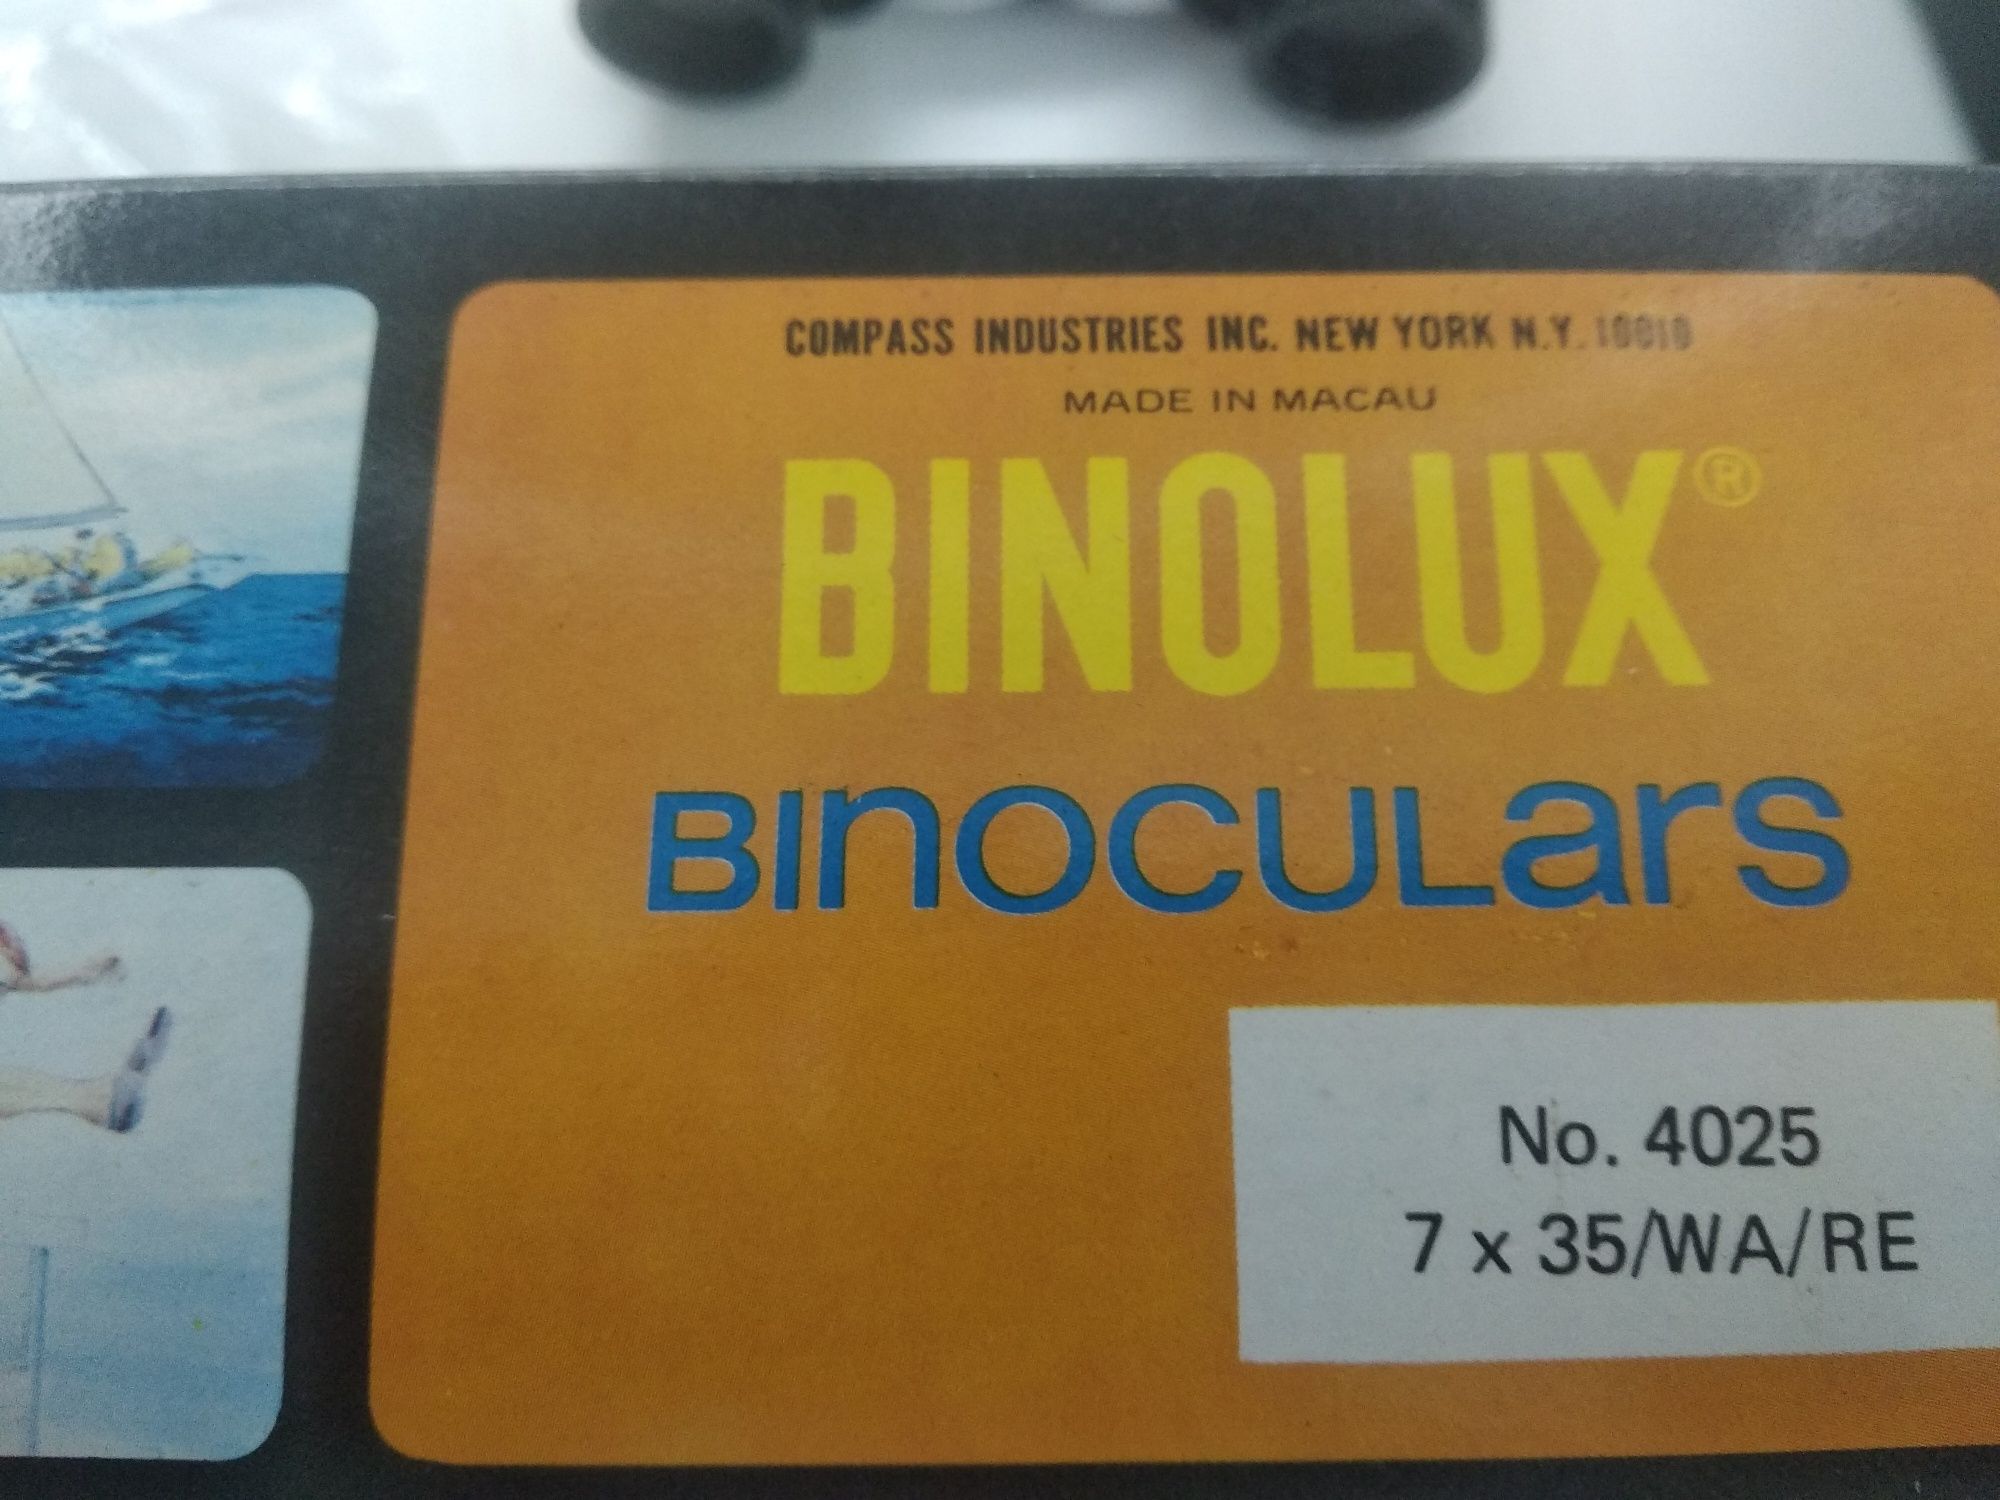 COMPASS INDUSTRIES INC. NEW YORK N.Y. 10010
MADE IN MACAU
BINOLUX®
BINOCULars
No. 4025
7 x 35/WA/RE